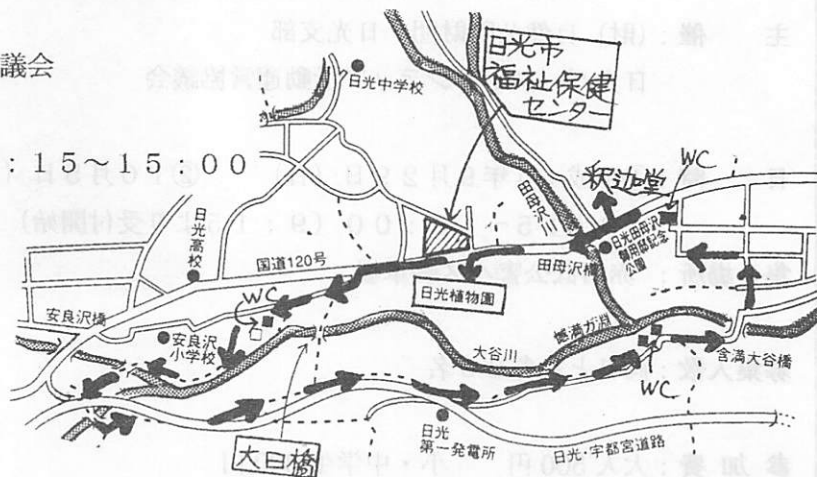 議会
：15～15：00
日光市
福祉保健
センター
日光中学校
WC
釈迦堂
田母沢川
日光田母沢
御用邸記念
公園
日光高校
国道120号
田母沢橋
日光植物園
安良沢橋
WC
安良沢
小学校
大谷川
憾満ガ淵
含満大谷橋
WC
日光
第一発電所
大日橋
日光・宇都宮道路